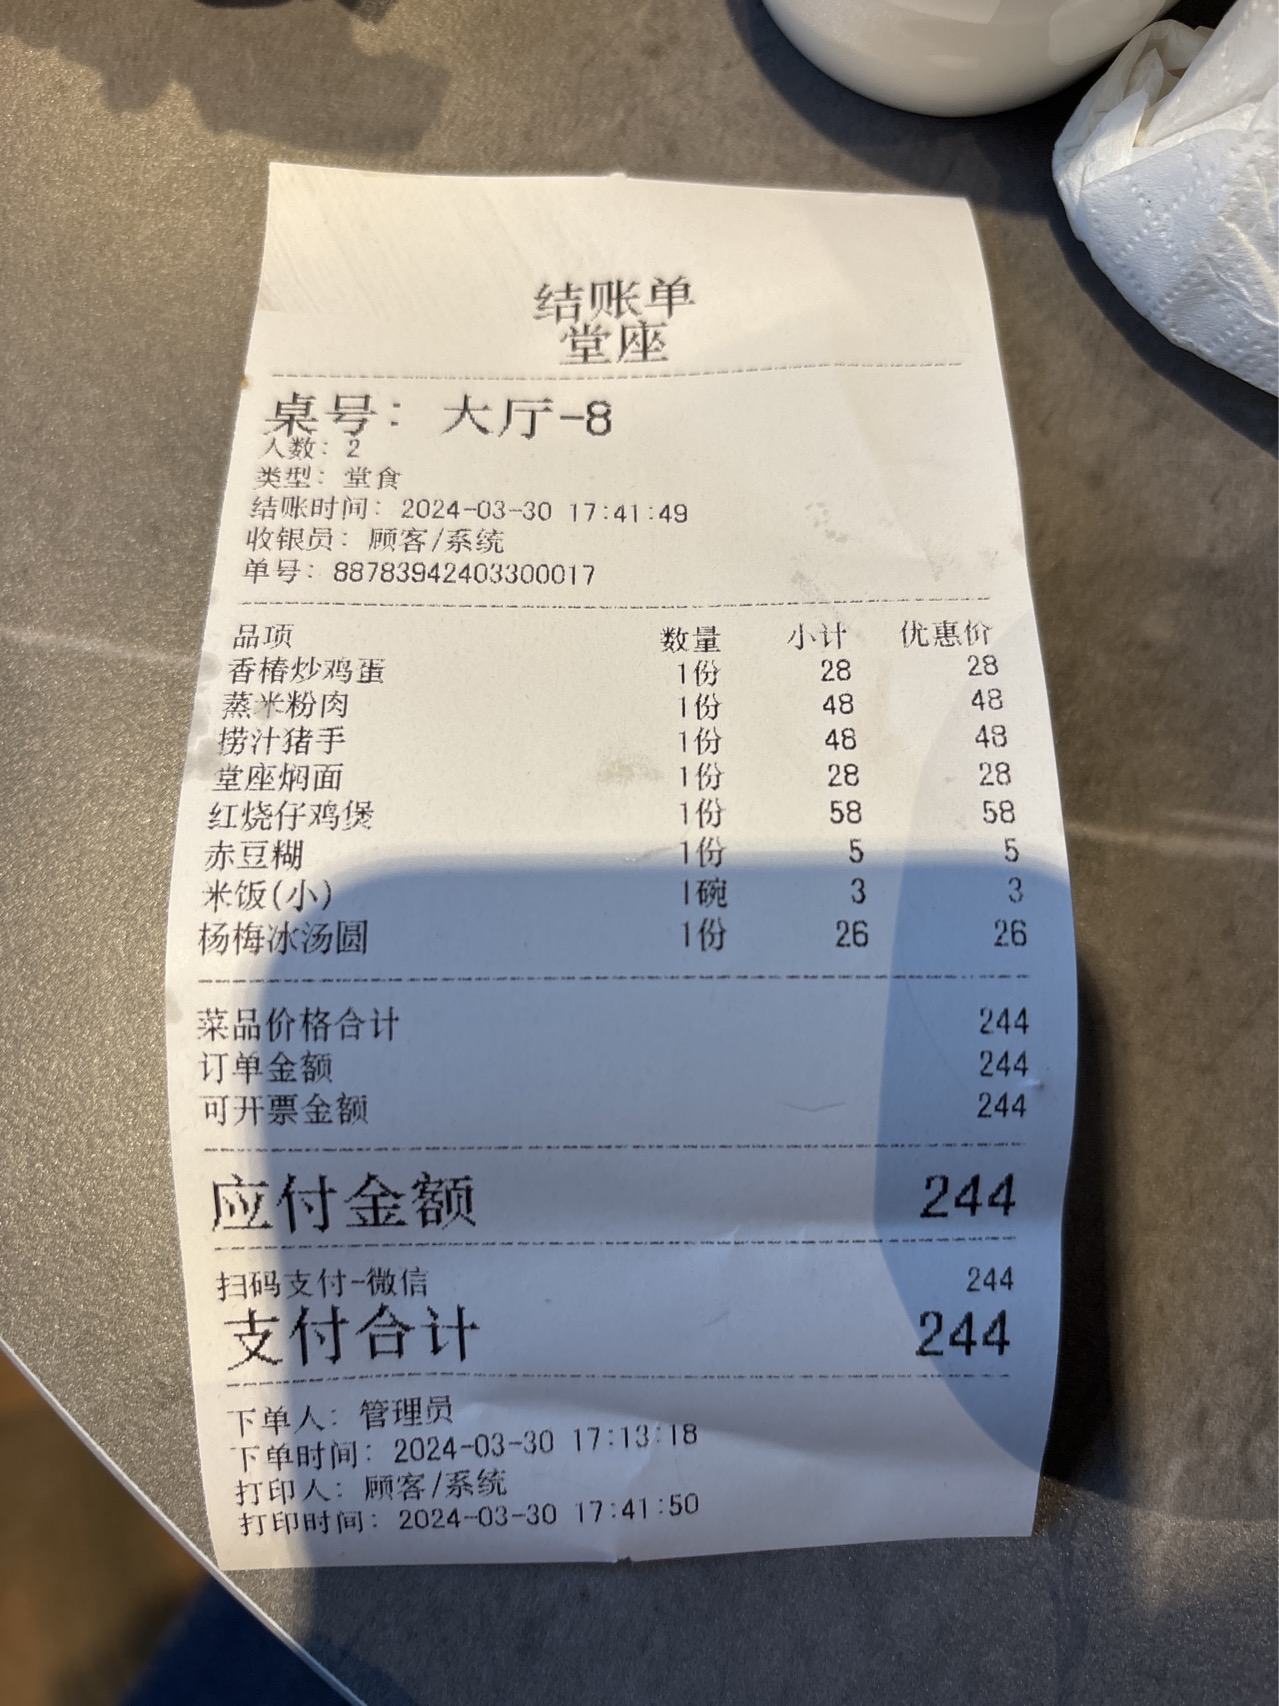 结账单
堂座
桌号: 大厅-8
人数: 2
类型: 堂食
结账时间: 2024-03-30 17:41:49
收银员: 顾客/系统
单号: 88783942403300017
品项 数量 小计 优惠价
香椿炒鸡蛋 1份 28 28
蒸米粉肉 1份 48 48
捞汁猪手 1份 48 48
堂座焖面 1份 28 28
红烧仔鸡煲 1份 58 58
赤豆糊 1份 5 5
米饭(小) 1碗 3 3
杨梅冰汤圆 1份 26 26
菜品价格合计 244
订单金额 244
可开票金额 244
应付金额 244
扫码支付-微信 244
支付合计 244
下单人: 管理员
下单时间: 2024-03-30 17:13:18
打印人: 顾客/系统
打印时间: 2024-03-30 17:41:50